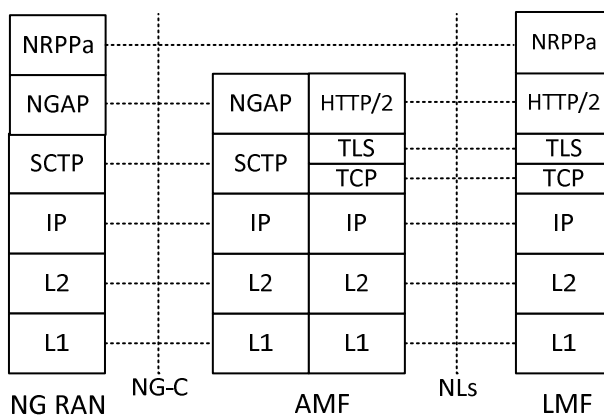 NRPPa NRPPa
NGAP NGAP HTTP/2 HTTP/2
SCTP SCTP TLS TLS
TCP TCP
IP IP IP IP
L2 L2 L2 L2
L1 L1 L1 L1
NG RAN NG-C AMF NLs LMF